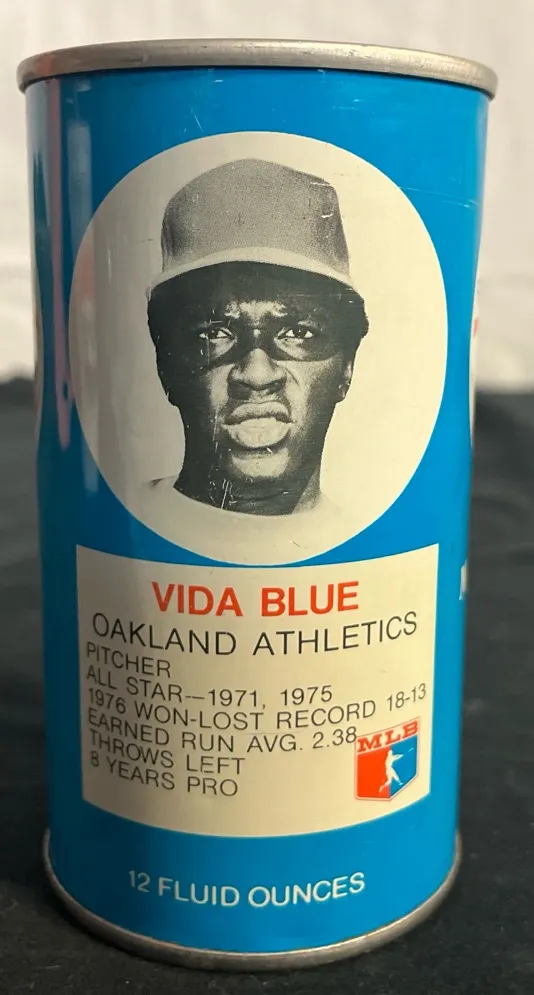 VIDA BLUE
OAKLAND ATHLETICS
PITCHER
ALL STAR--1971, 1975
1976 WON-LOST RECORD 18-13
EARNED RUN AVG. 2.38
THROWS LEFT
8 YEARS PRO
MLB
12 FLUID OUNCES